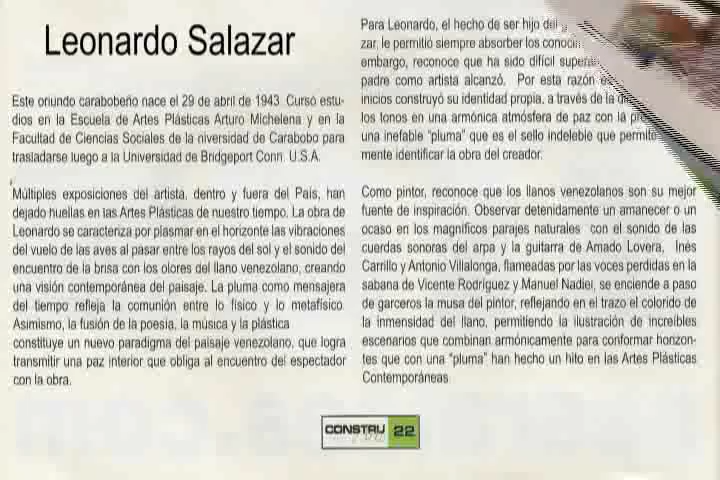 Leonardo Salazar
Este oriundo carabobeño nace el 29 de abril de 1943. Cursó estu-
dios en la Escuela de Artes Plásticas Arturo Michelena y en la
Facultad de Ciencias Sociales de la niversidad de Carabobo para
trasladarse luego a la Universidad de Bridgeport Conn. U.S.A.
Múltiples exposiciones del artista, dentro y fuera del País, han
dejado huellas en las Artes Plásticas de nuestro tiempo. La obra de
Leonardo se caracteriza por plasmar en el horizonte las vibraciones
del vuelo de las aves al pasar entre los rayos del sol y el sonido del
encuentro de la brisa con los olores del llano venezolano, creando
una visión contemporánea del paisaje. La pluma como mensajera
del tiempo refleja la comunión entre lo físico y lo metafísico.
Asimismo, la fusión de la poesía, la música y la plástica
constituye un nuevo paradigma del paisaje venezolano, que logra
transmitir una paz interior que obliga al encuentro del espectador
con la obra.
Para Leonardo, el hecho de ser hijo del
zar, le permitió siempre absorber los
embargo, reconoce que ha sido difícil
padre como artista alcanzó. Por esta razón
inicios construyó su identidad propia, a través de la
los tonos en una armónica atmósfera de paz con la
una inefable “pluma” que es el sello indeleble que permite
mente identificar la obra del creador.
Como pintor, reconoce que los llanos venezolanos son su mejor
fuente de inspiración. Observar detenidamente un amanecer o un
ocaso en los magníficos parajes naturales con el sonido de las
cuerdas sonoras del arpa y la guitarra de Amado Lovera, Inés
Carrillo y Antonio Villalonga, flameadas por las voces perdidas en la
sabana de Vicente Rodríguez y Manuel Nadiel, se enciende a paso
de garceros la musa del pintor, reflejando en el trazo el colorido de
la inmensidad del llano, permitiendo la ilustración de increíbles
escenarios que combinan armónicamente para conformar horizon-
tes que con una “pluma” han hecho un hito en las Artes Plásticas
Contemporáneas
CONSTRU 22